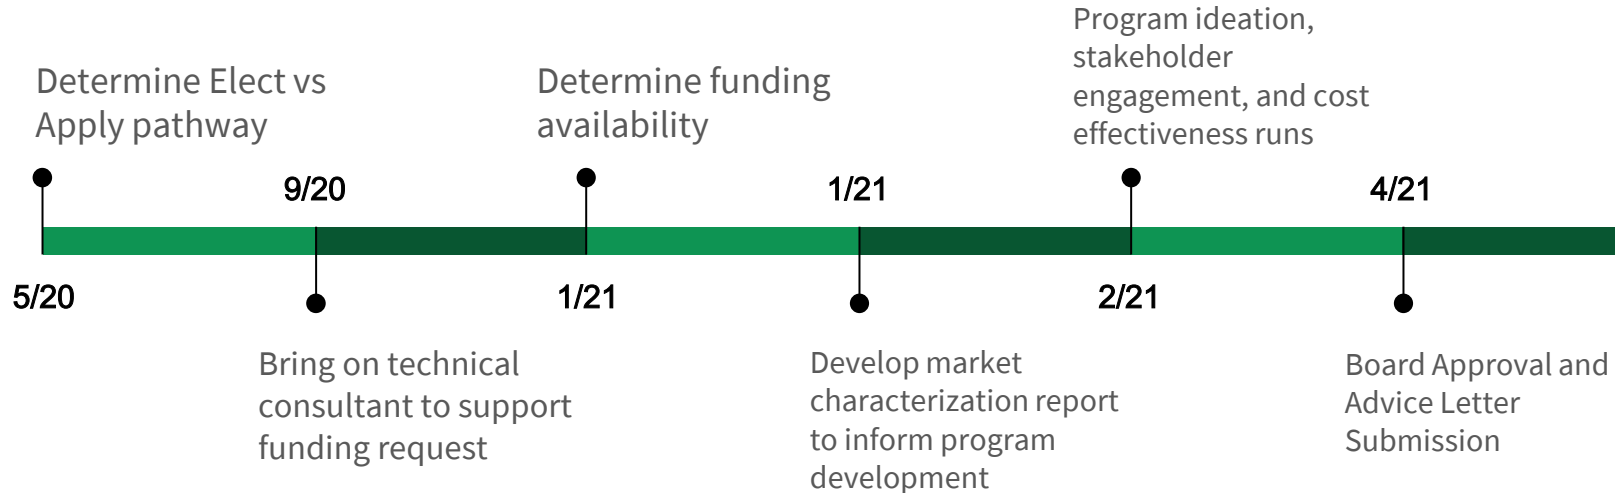 Determine Elect vs
Apply pathway
5/20
9/20
Bring on technical
consultant to support
funding request
Determine funding
availability
1/21
1/21
Develop market
characterization report
to inform program
development
Program ideation,
stakeholder
engagement, and cost
effectiveness runs
2/21
4/21
Board Approval and
Advice Letter
Submission